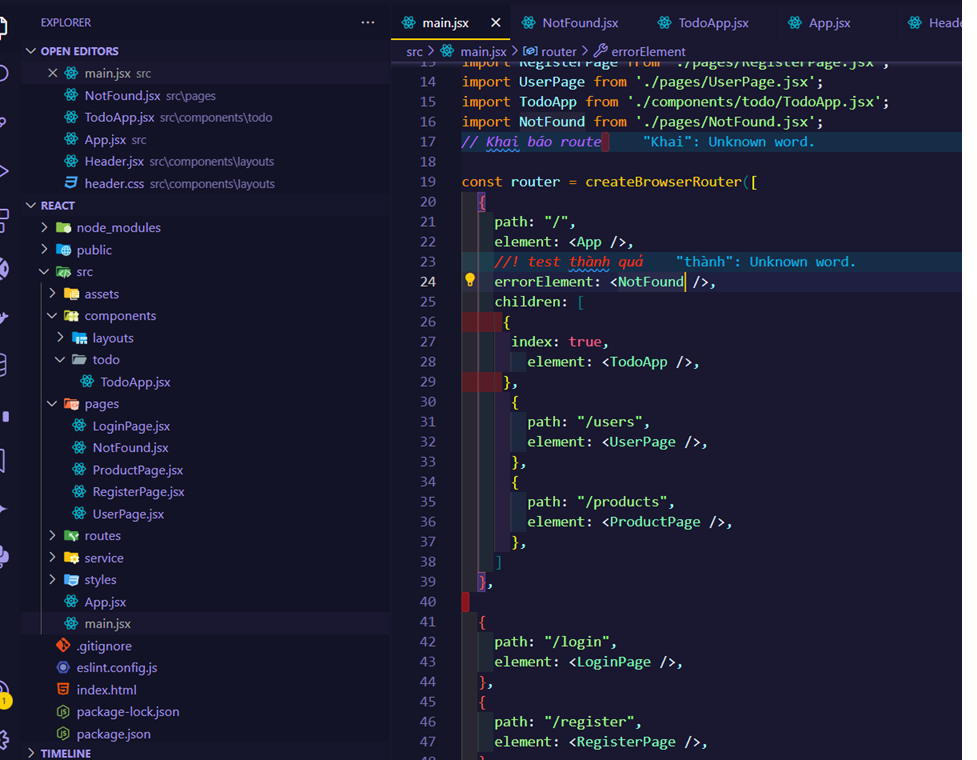 EXPLORER
OPEN EDITORS
main.jsx src
NotFound.jsx src\pages
TodoApp.jsx src\components\todo
App.jsx src
Header.jsx src\components\layouts
header.css src\components\layouts
REACT
node_modules
public
src
assets
components
layouts
todo
TodoApp.jsx
pages
LoginPage.jsx
NotFound.jsx
ProductPage.jsx
RegisterPage.jsx
UserPage.jsx
routes
service
styles
App.jsx
main.jsx
.gitignore
eslint.config.js
index.html
package-lock.json
package.json
TIMELINE
1
main.jsx NotFound.jsx TodoApp.jsx App.jsx Heade
src > main.jsx > router > errorElement
13 import RegisterPage from './pages/RegisterPage.jsx';
14 import UserPage from './pages/UserPage.jsx';
15 import TodoApp from './components/todo/TodoApp.jsx';
16 import NotFound from './pages/NotFound.jsx';
17 // Khai báo route "Khai": Unknown word.
18
19 const router = createBrowserRouter([
20 {
21 path: "/",
22 element: <App />,
23 //! test thành quả "thành": Unknown word.
24 errorElement: <NotFound />,
25 children: [
26 {
27 index: true,
28 element: <TodoApp />,
29 },
30 {
31 path: "/users",
32 element: <UserPage />,
33 },
34 {
35 path: "/products",
36 element: <ProductPage />,
37 },
38 ]
39 },
40
41 {
42 path: "/login",
43 element: <LoginPage />,
44 },
45 {
46 path: "/register",
47 element: <RegisterPage />,